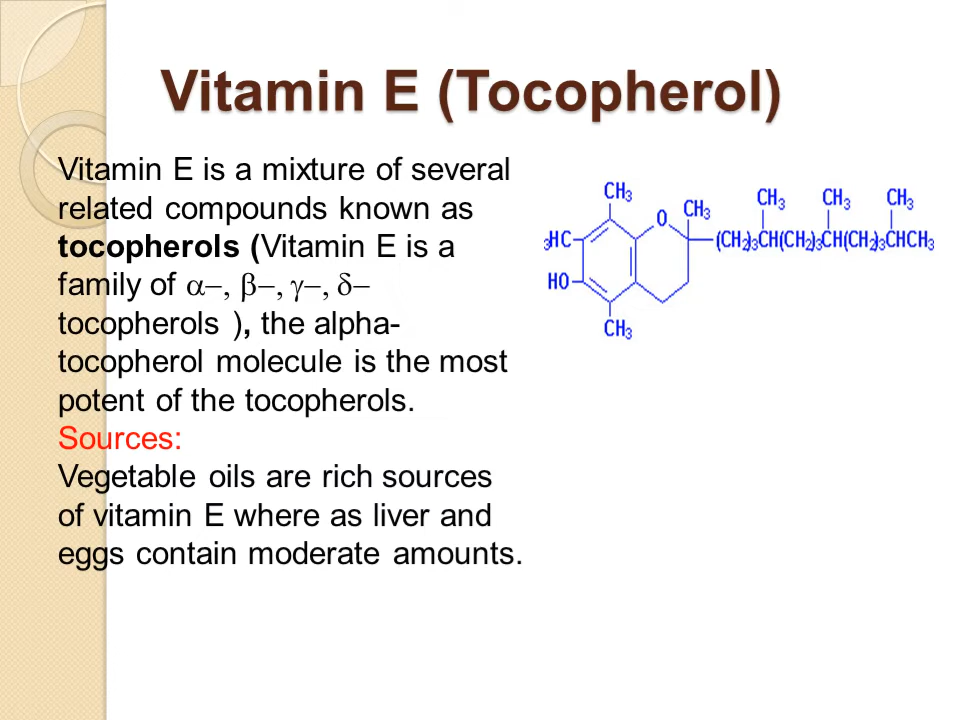 Vitamin E (Tocopherol)
Vitamin E is a mixture of several
related compounds known as
tocopherols (Vitamin E is a
family of α–, β–, γ–, δ–
tocopherols ), the alpha-
tocopherol molecule is the most
potent of the tocopherols.
Sources:
Vegetable oils are rich sources
of vitamin E where as liver and
eggs contain moderate amounts.
CH₃
O
CH₃
CH₃ CH₃ CH₃
₃HC
(CH₂)₃CH(CH₂)₃CH(CH₂)₃CHCH₃
HO
CH₃